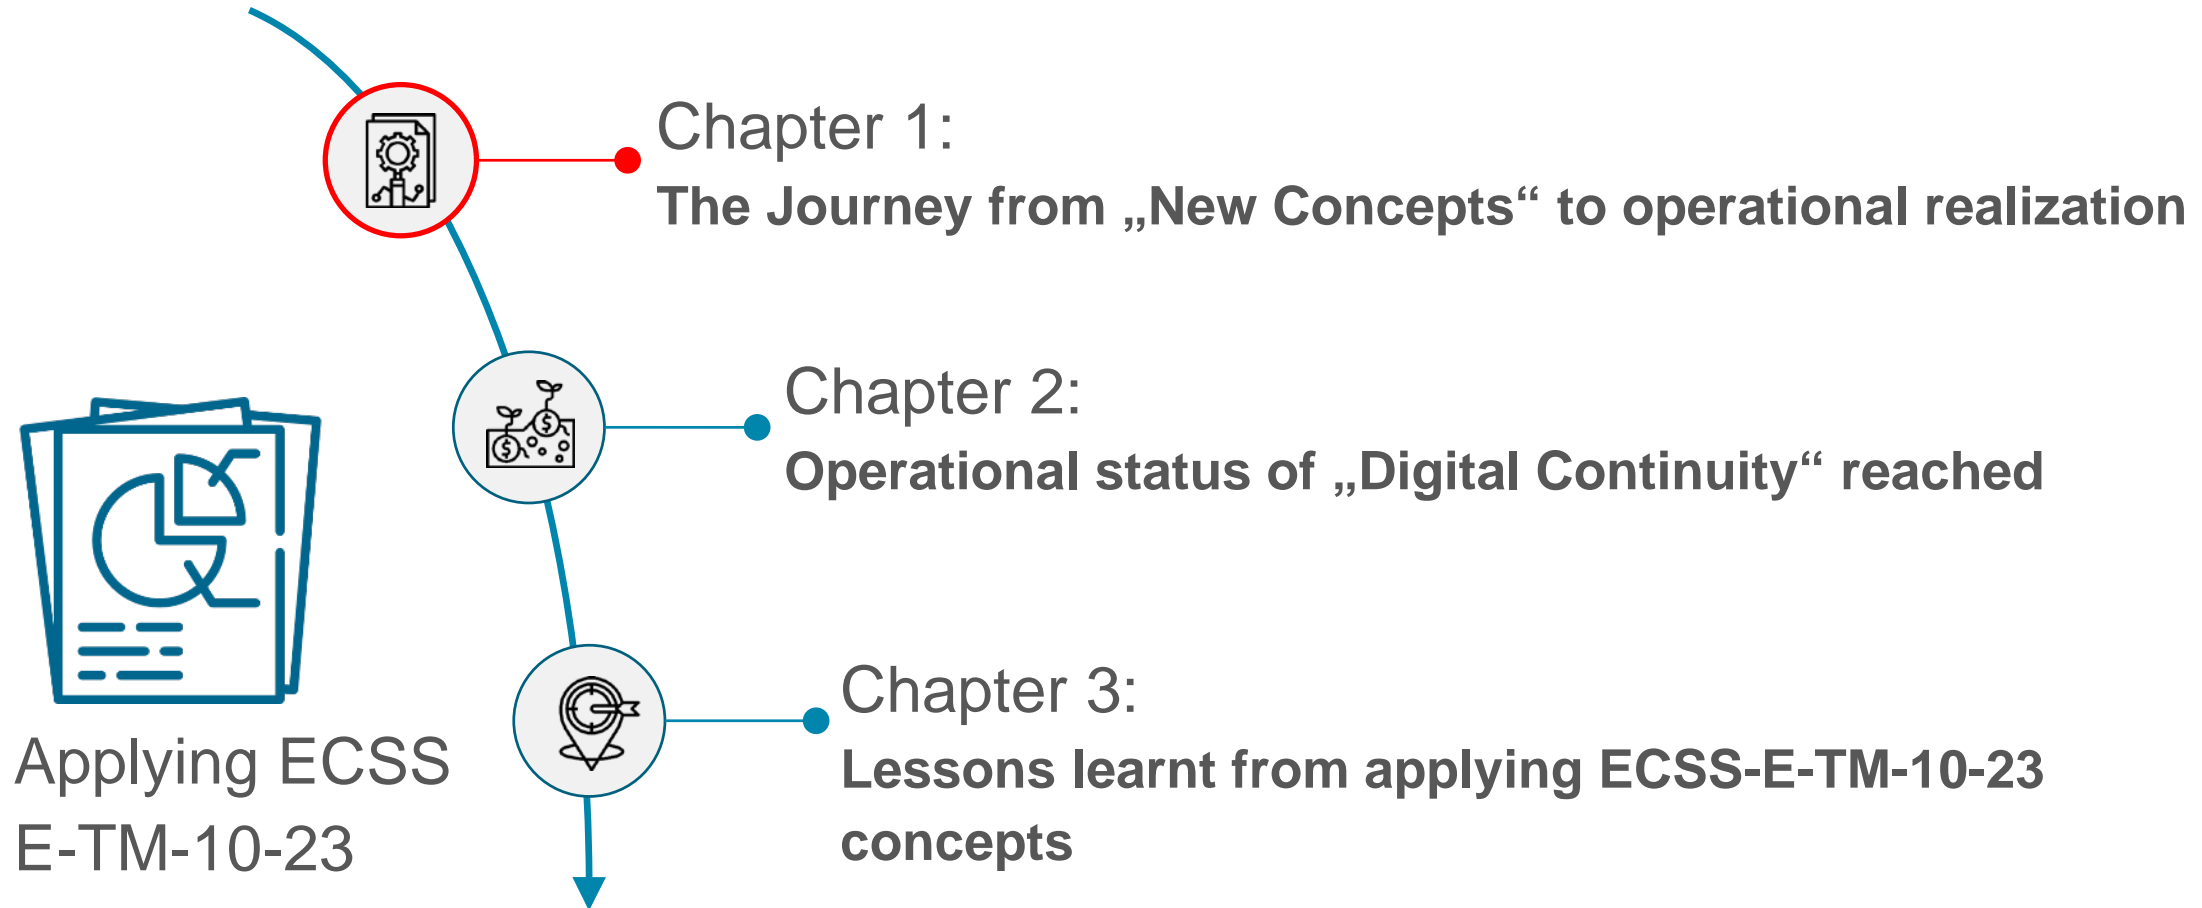 Chapter 1:
The Journey from „New Concepts“ to operational realization
Chapter 2:
Operational status of „Digital Continuity“ reached
Chapter 3:
Lessons learnt from applying ECSS-E-TM-10-23
concepts
Applying ECSS
E-TM-10-23